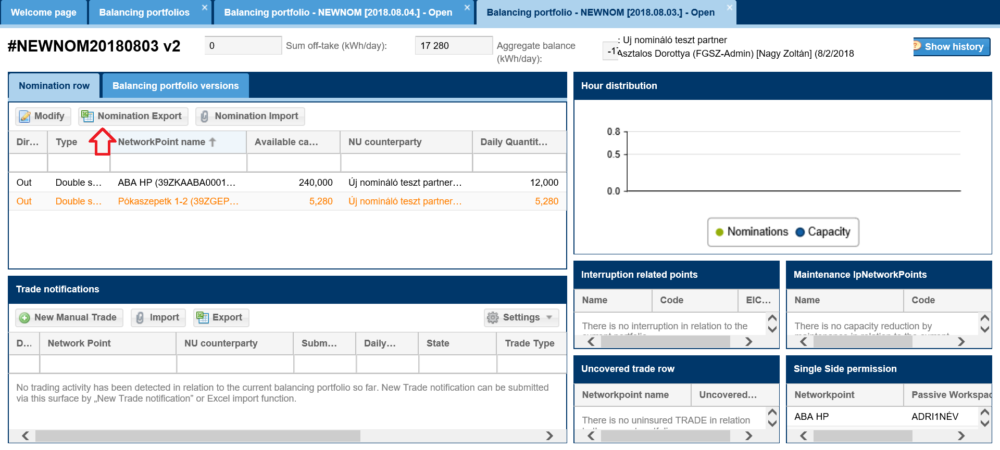 Welcome page
Balancing portfolios
Balancing portfolio - NEWNOM [2018.08.04.] - Open
Balancing portfolio - NEWNOM [2018.08.03.] - Open
#NEWNOM20180803 v2
0
Sum off-take (kWh/day):
17 280
Aggregate balance
(kWh/day):
: Uj nomináló teszt partner
Asztalos Dorottya (FGSZ-Admin) [Nagy Zoltán] (8/2/2018
Show history
Nomination row
Balancing portfolio versions
Modify
Nomination Export
Nomination Import
Dir... Type NetworkPoint name Available ca... NU counterparty Daily Quantit...
Out Double s... ABA HP (39ZKAABA0001... 240,000 Új nomináló teszt partner... 12,000
Out Double s... Pókaszepetk 1-2 (39ZGEP... 5,280 Új nomináló teszt partner... 5,280
Hour distribution
0.8
0.5
0.0
Nominations Capacity
Trade notifications
New Manual Trade
Import
Export
Settings
D... Network Point NU counterparty Subm... Daily... State Trade Type
No trading activity has been detected in relation to the current balancing portfolio so far. New Trade notification can be submitted
via this surface by „New Trade notification” or Excel import function.
Interruption related points
Name Code EIC...
There is no interruption in relation to the
Maintenance IpNetworkPoints
Name Code
There is no capacity reduction by
Uncovered trade row
Networkpoint name Uncovered...
There is no uninsured TRADE in relation
Single Side permission
Networkpoint Passive Workspac
ABA HP ADRI1NÉV